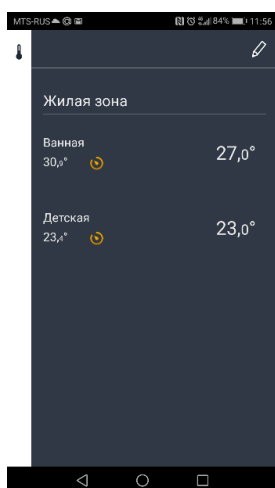 MTS-RUS 84% 11:56
Жилая зона
Ванная
27,0°
30,9°
Детская
23,0°
23,4°